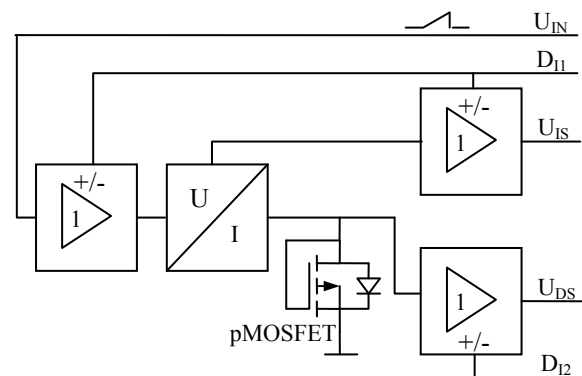 U_IN
D_I1
+/-
1
U_IS
+/-
1
U
I
1
+/-
U_DS
pMOSFET
D_I2